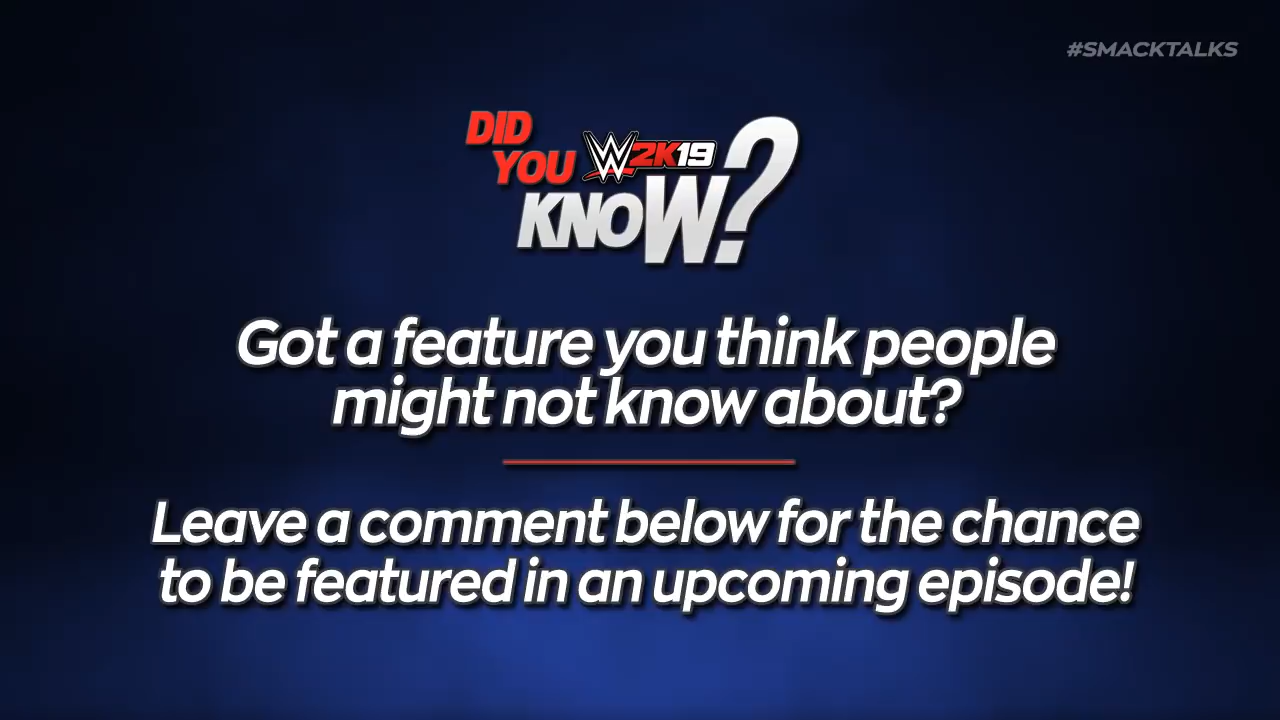 #SMACKTALKS
DID
YOU W 2K19
KNOW?
Got a feature you think people
might not know about?
Leave a comment below for the chance
to be featured in an upcoming episode!